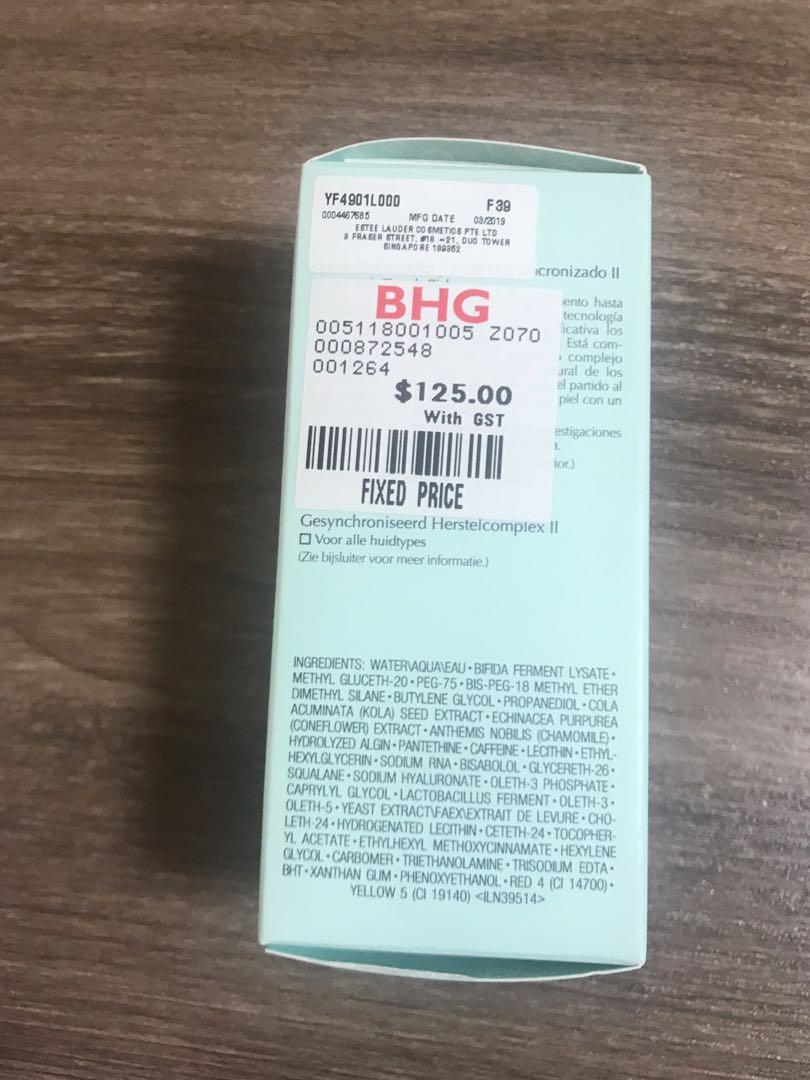 YF4901L000 F39
0004467685 MFG DATE 03/2019
ESTEE LAUDER COSMETICS PTE LTD
3 FRASER STREET, #16 -21, DUO TOWER
SINGAPORE 189352
cronizado II
BHG
ento hasta
tecnología
005118001005 Z070
ficativa los
000872548
Está com-
complejo
001264
ural de los
$125.00
el partido al
piel con un
With GST
estigaciones
a.
ior.)
FIXED PRICE
Gesynchroniseerd Herstelcomplex II
☐ Voor alle huidtypes
(Zie bijsluiter voor meer informatie.)
INGREDIENTS: WATER\AQUA\EAU • BIFIDA FERMENT LYSATE •
METHYL GLUCETH-20 • PEG-75 • BIS-PEG-18 METHYL ETHER
DIMETHYL SILANE • BUTYLENE GLYCOL • PROPANEDIOL • COLA
ACUMINATA (KOLA) SEED EXTRACT • ECHINACEA PURPUREA
(CONEFLOWER) EXTRACT • ANTHEMIS NOBILIS (CHAMOMILE) •
HYDROLYZED ALGIN • PANTETHINE • CAFFEINE • LECITHIN • ETHYL-
HEXYLGLYCERIN • SODIUM RNA • BISABOLOL • GLYCERETH-26 •
SQUALANE • SODIUM HYALURONATE • OLETH-3 PHOSPHATE •
CAPRYLYL GLYCOL • LACTOBACILLUS FERMENT • OLETH-3 •
OLETH-5 • YEAST EXTRACT\FAEX\EXTRAIT DE LEVURE • CHO-
LETH-24 • HYDROGENATED LECITHIN • CETETH-24 • TOCOPHER-
YL ACETATE • ETHYLHEXYL METHOXYCINNAMATE • HEXYLENE
GLYCOL • CARBOMER • TRIETHANOLAMINE • TRISODIUM EDTA •
BHT • XANTHAN GUM • PHENOXYETHANOL • RED 4 (CI 14700) •
YELLOW 5 (CI 19140) <ILN39514>